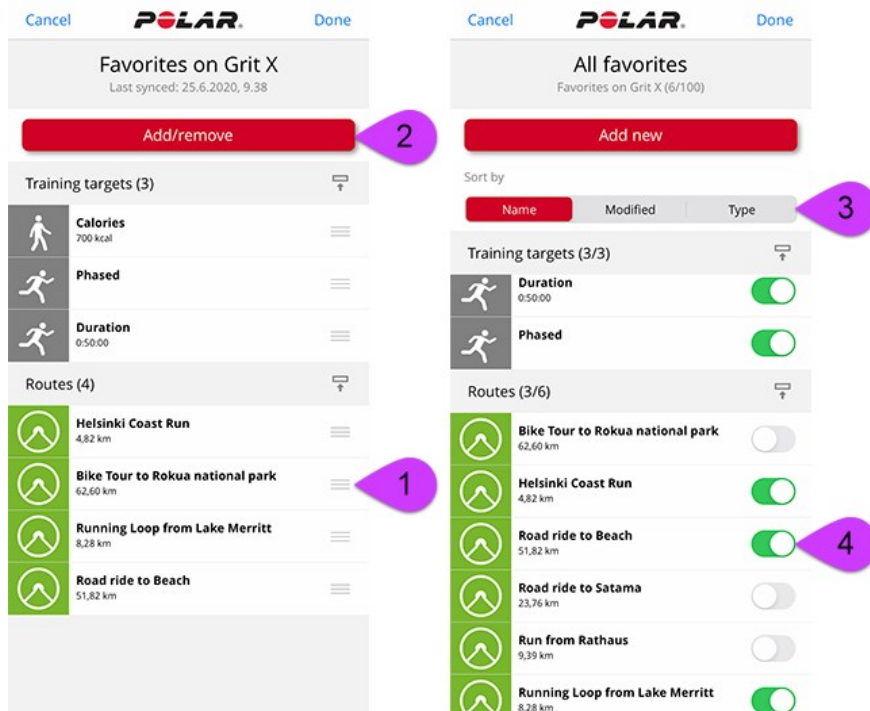 Cancel
POLAR.
Done
Favorites on Grit X
Last synced: 25.6.2020, 9.38
Add/remove
2
Training targets (3)
Calories
700 kcal
Phased
Duration
0:50:00
Routes (4)
Helsinki Coast Run
4,82 km
Bike Tour to Rokua national park
62,60 km
1
Running Loop from Lake Merritt
8,28 km
Road ride to Beach
51,82 km
Cancel
POLAR.
Done
All favorites
Favorites on Grit X (6/100)
Add new
Sort by
Name Modified Type
3
Training targets (3/3)
Duration
0:50:00
Phased
Routes (3/6)
Bike Tour to Rokua national park
62,60 km
Helsinki Coast Run
4,82 km
Road ride to Beach
51,82 km
4
Road ride to Satama
23,76 km
Run from Rathaus
9,39 km
Running Loop from Lake Merritt
8,28 km